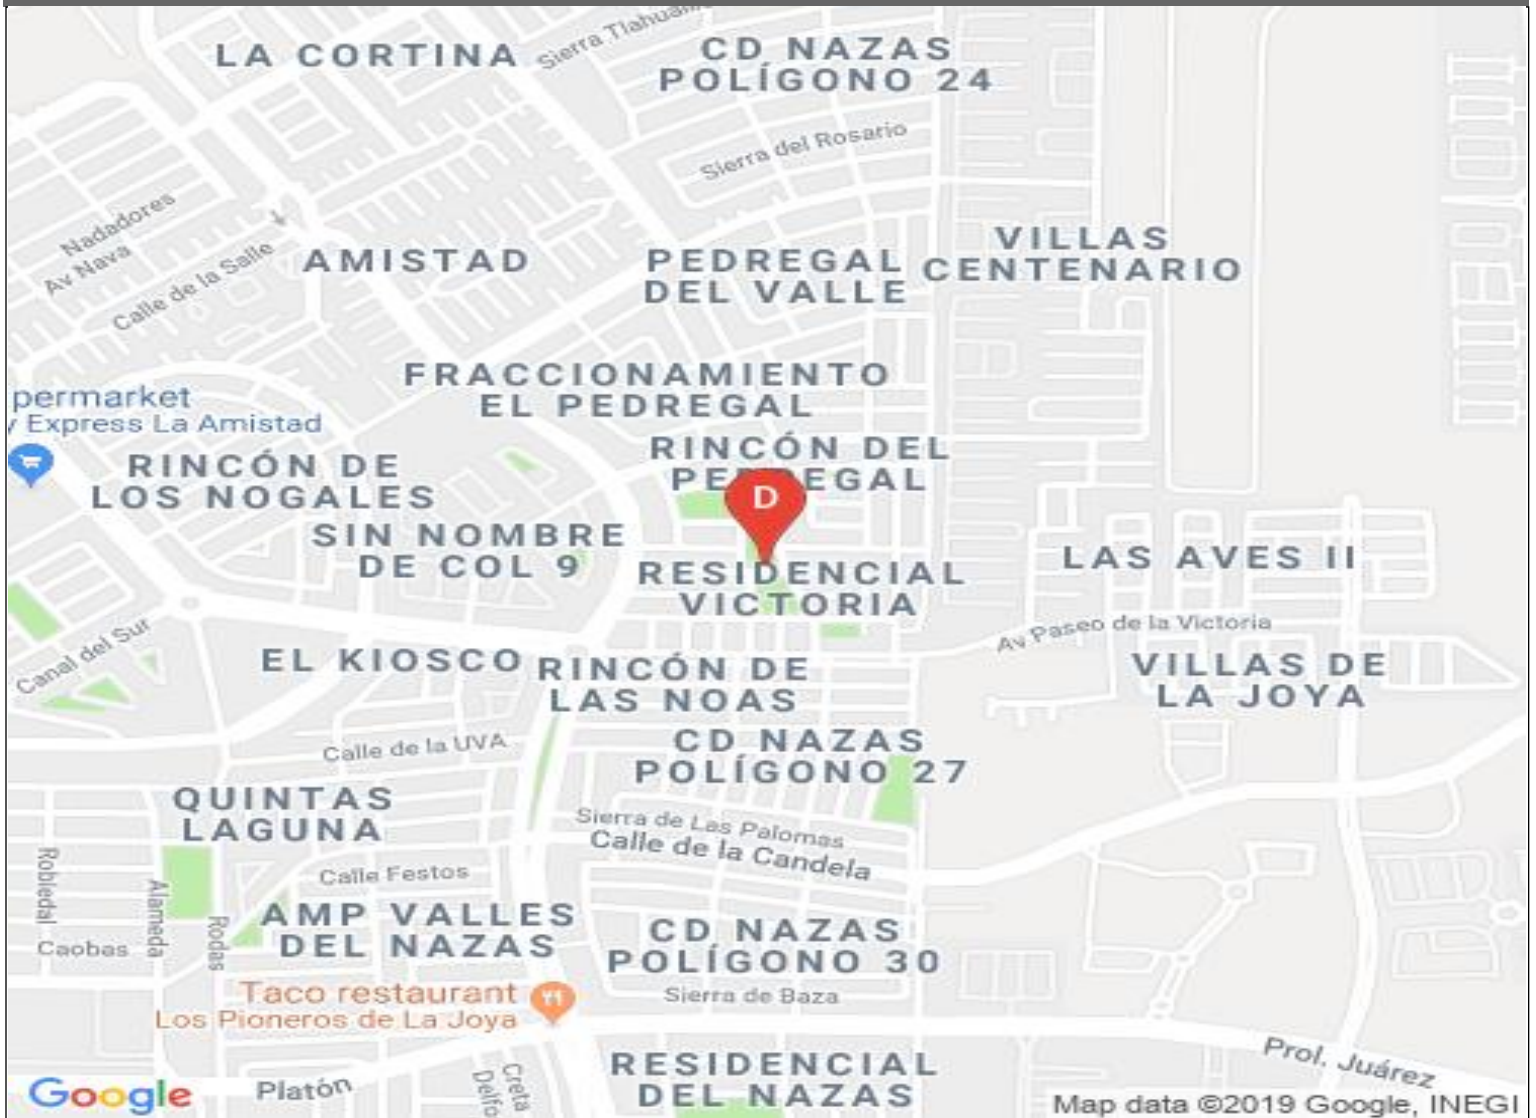 LA CORTINA
Sierra Tlahualilo
CD NAZAS
POLÍGONO 24
Sierra del Rosario
Nadadores
Av Nava
Calle de la Salle
AMISTAD
PEDREGAL
DEL VALLE
VILLAS
CENTENARIO
FRACCIONAMIENTO
EL PEDREGAL
permarket
y Express La Amistad
RINCÓN DE
LOS NOGALES
RINCÓN DEL
PEDREGAL
D
SIN NOMBRE
DE COL 9
RESIDENCIAL
VICTORIA
LAS AVES II
Canal del Sur
Av Paseo de la Victoria
EL KIOSCO
RINCÓN DE
LAS NOAS
VILLAS DE
LA JOYA
Calle de la UVA
CD NAZAS
POLÍGONO 27
QUINTAS
LAGUNA
Sierra de Las Palomas
Calle de la Candela
Robledal
Alameda
Rodas
Calle Festos
AMP VALLES
DEL NAZAS
Caobas
CD NAZAS
POLÍGONO 30
Sierra de Baza
Taco restaurant
Los Pioneros de La Joya
Prol. Juárez
RESIDENCIAL
DEL NAZAS
Platón
Creta
Delfo
Google
Map data ©2019 Google, INEGI